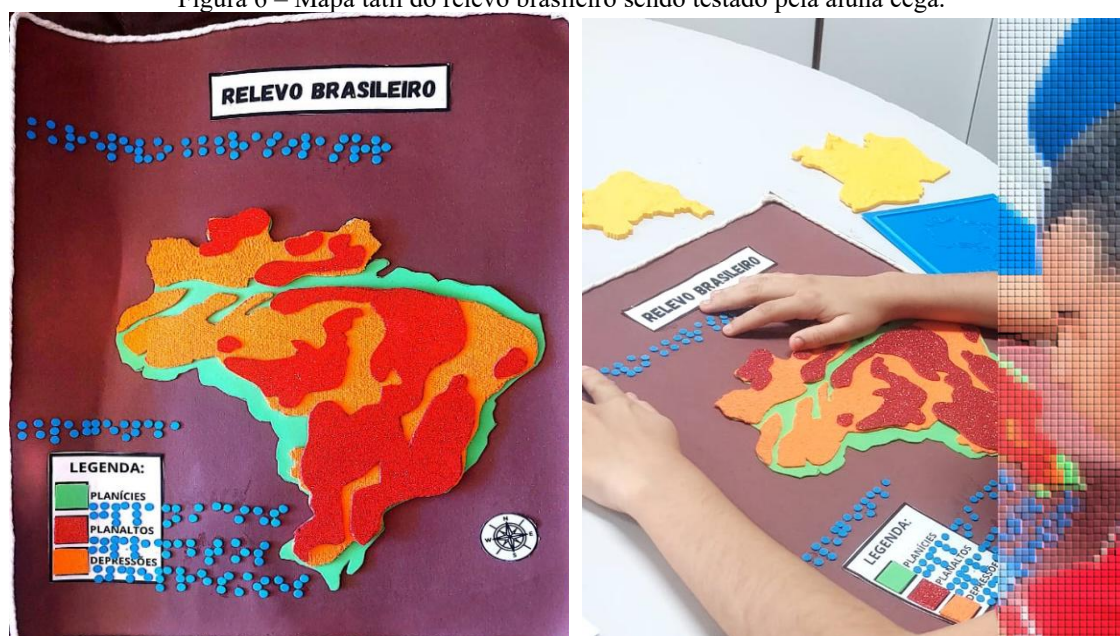 Figura 6 – Mapa tátil do relevo brasileiro sendo testado pela aluna cega.
RELEVO BRASILEIRO
LEGENDA:
PLANÍCIES
PLANALTOS
DEPRESSÕES
N
W E
S
RELEVO BRASILEIRO
LEGENDA:
PLANÍCIES
PLANALTOS